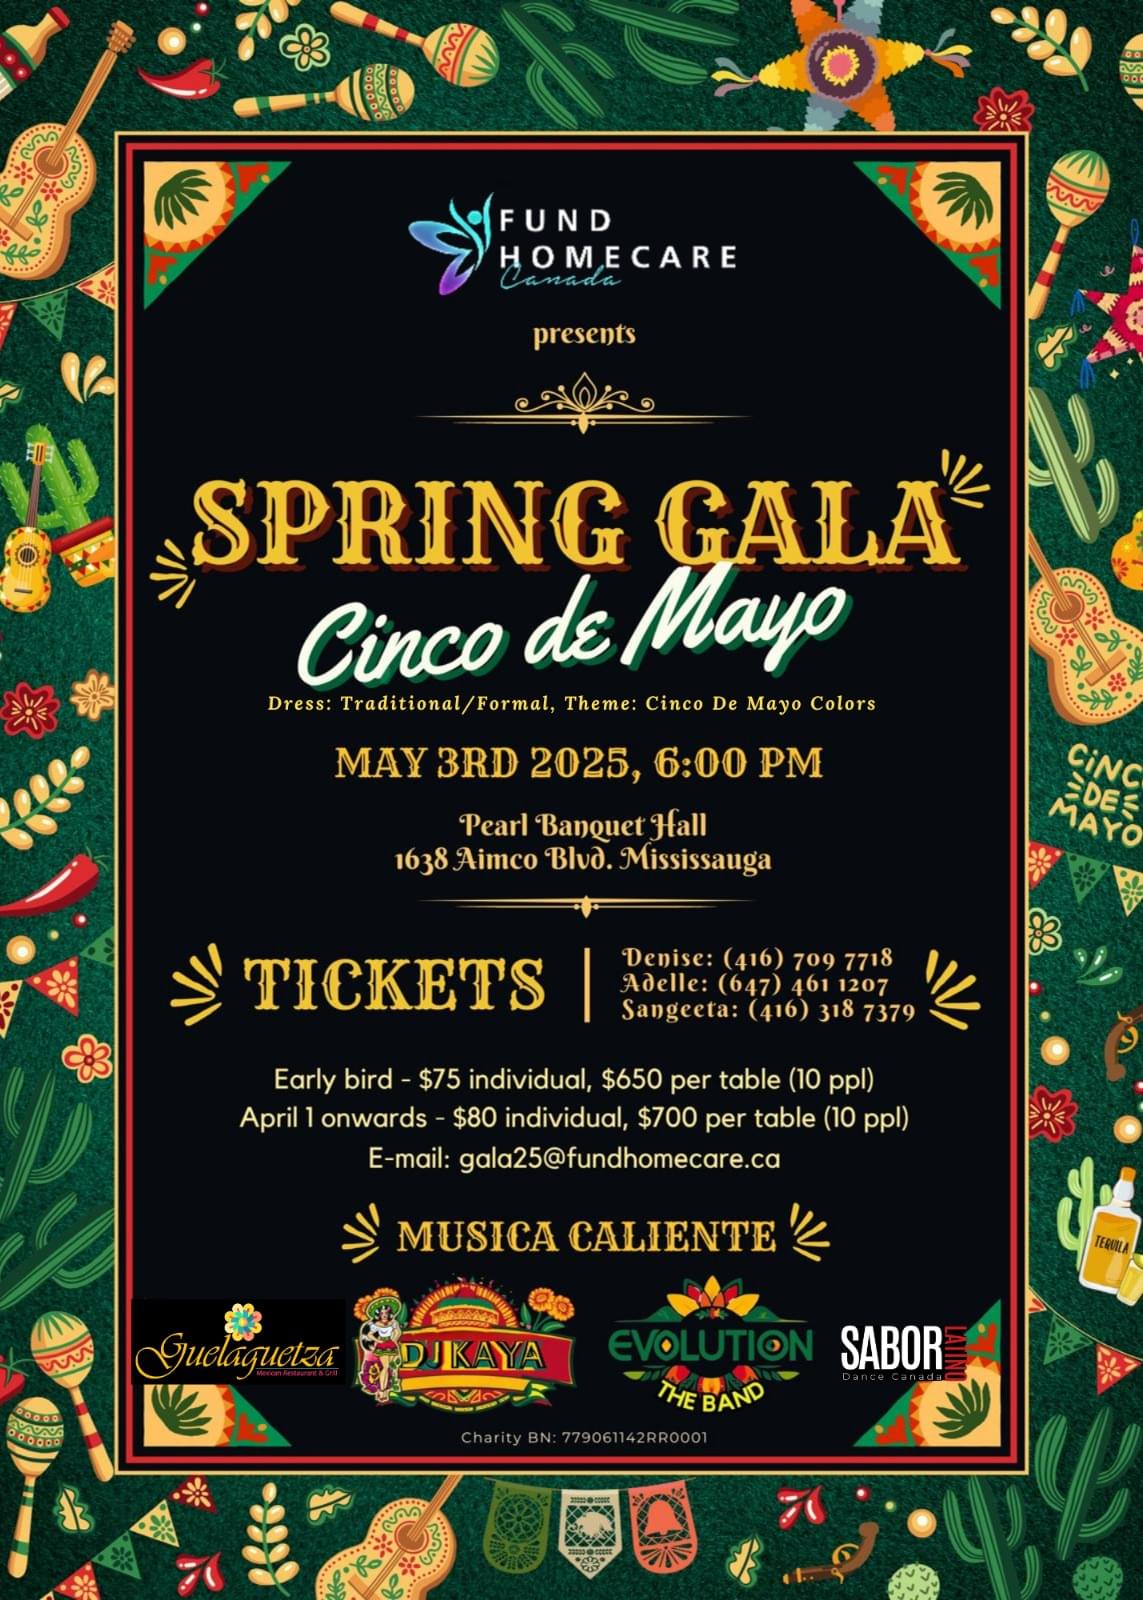 FUND
HOMECARE
Canada
presents
SPRING GALA
Cinco de Mayo
Dress: Traditional/Formal, Theme: Cinco De Mayo Colors
MAY 3RD 2025, 6:00 PM
Pearl Banquet Hall
1638 Aimco Blvd. Mississauga
CINC
DE
MAYO
TICKETS
Denise: (416) 709 7718
Adelle: (647) 461 1207
Sangeeta: (416) 318 7379
Early bird - $75 individual, $650 per table (10 ppl)
April 1 onwards - $80 individual, $700 per table (10 ppl)
E-mail: gala25@fundhomecare.ca
TEQUILA
MUSICA CALIENTE
Guelaguetza
Mexican Restaurant & Grill
DJ KAYA
EVOLUTION
THE BAND
SABOR
LATINO
Dance Canada
Charity BN: 779061142RR0001